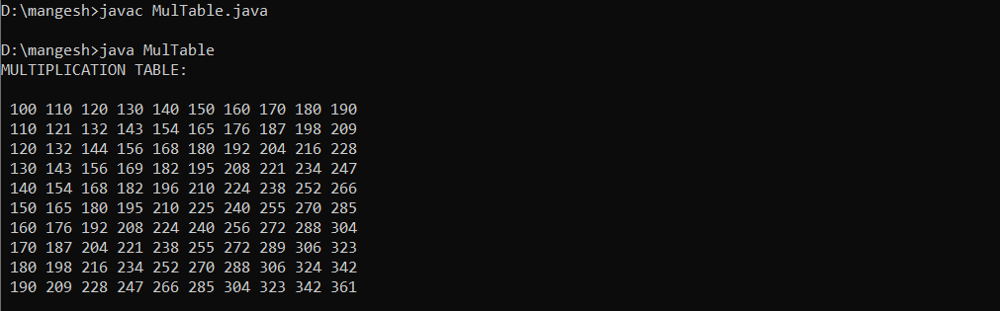 D:\mangesh>javac MulTable.java
D:\mangesh>java MulTable
MULTIPLICATION TABLE:
100 110 120 130 140 150 160 170 180 190
110 121 132 143 154 165 176 187 198 209
120 132 144 156 168 180 192 204 216 228
130 143 156 169 182 195 208 221 234 247
140 154 168 182 196 210 224 238 252 266
150 165 180 195 210 225 240 255 270 285
160 176 192 208 224 240 256 272 288 304
170 187 204 221 238 255 272 289 306 323
180 198 216 234 252 270 288 306 324 342
190 209 228 247 266 285 304 323 342 361